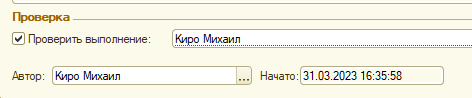 Проверка
Проверить выполнение: Киро Михаил
Автор: Киро Михаил ... Начато: 31.03.2023 16:35:58